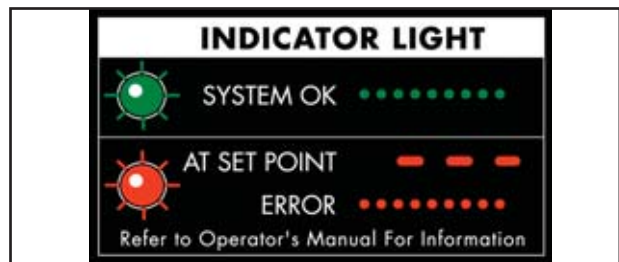 INDICATOR LIGHT
SYSTEM OK
AT SET POINT
ERROR
Refer to Operator's Manual For Information